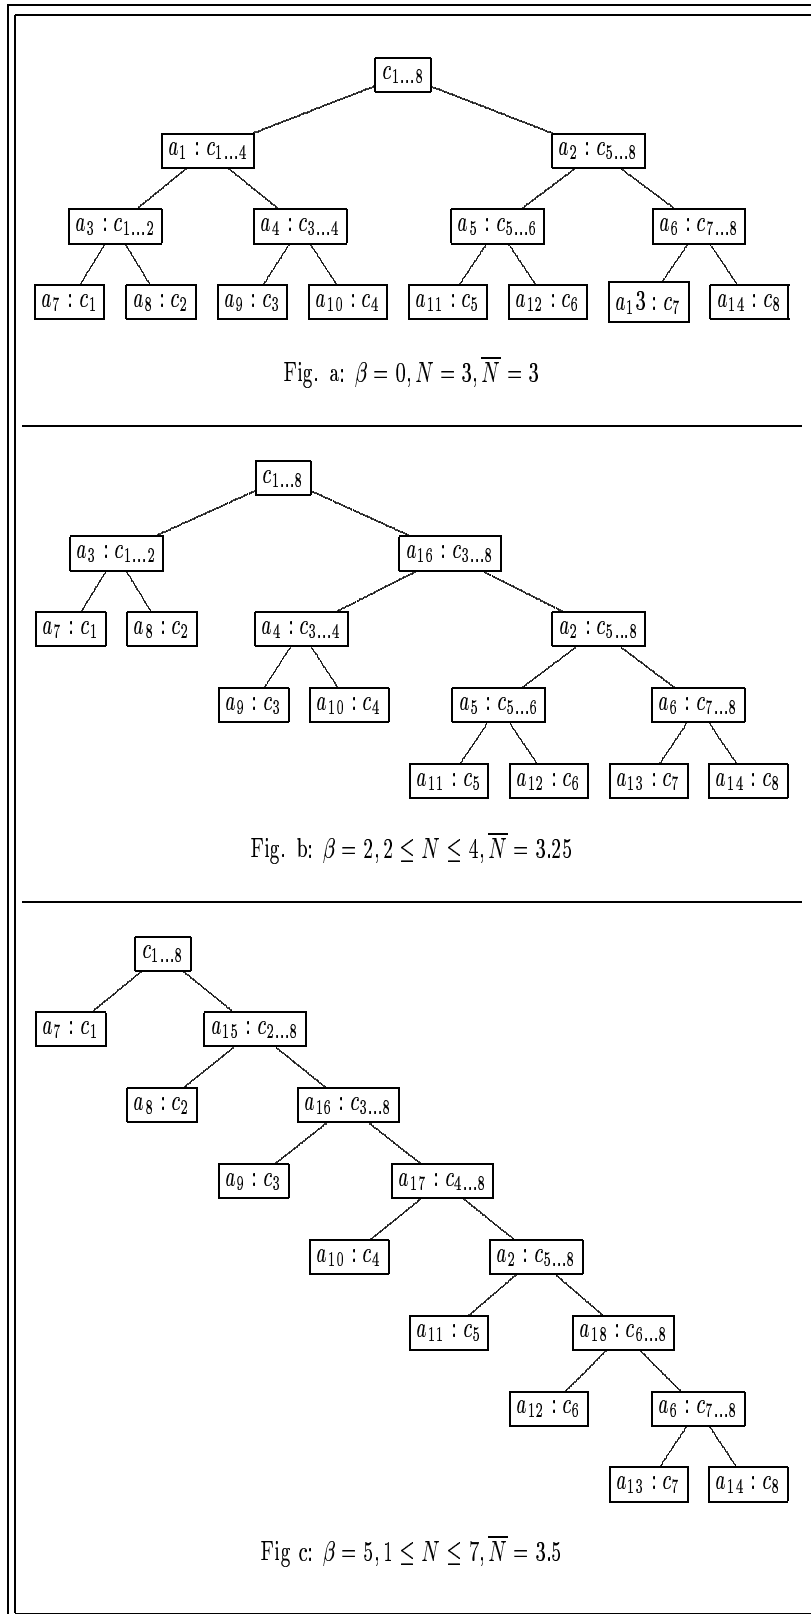 c₁...₈
a₁ : c₁...₄ a₂ : c₅...₈
a₃ : c₁...₂ a₄ : c₃...₄ a₅ : c₅...₆ a₆ : c₇...₈
a₇ : c₁ a₈ : c₂ a₉ : c₃ a₁₀ : c₄ a₁₁ : c₅ a₁₂ : c₆ a₁3 : c₇ a₁₄ : c₈
Fig. a: β = 0, N = 3, N̅ = 3
c₁...₈
a₃ : c₁...₂ a₁₆ : c₃...₈
a₇ : c₁ a₈ : c₂ a₄ : c₃...₄ a₂ : c₅...₈
a₉ : c₃ a₁₀ : c₄ a₅ : c₅...₆ a₆ : c₇...₈
a₁₁ : c₅ a₁₂ : c₆ a₁₃ : c₇ a₁₄ : c₈
Fig. b: β = 2, 2 ≤ N ≤ 4, N̅ = 3.25
c₁...₈
a₇ : c₁ a₁₅ : c₂...₈
a₈ : c₂ a₁₆ : c₃...₈
a₉ : c₃ a₁₇ : c₄...₈
a₁₀ : c₄ a₂ : c₅...₈
a₁₁ : c₅ a₁₈ : c₆...₈
a₁₂ : c₆ a₆ : c₇...₈
a₁₃ : c₇ a₁₄ : c₈
Fig c: β = 5, 1 ≤ N ≤ 7, N̅ = 3.5